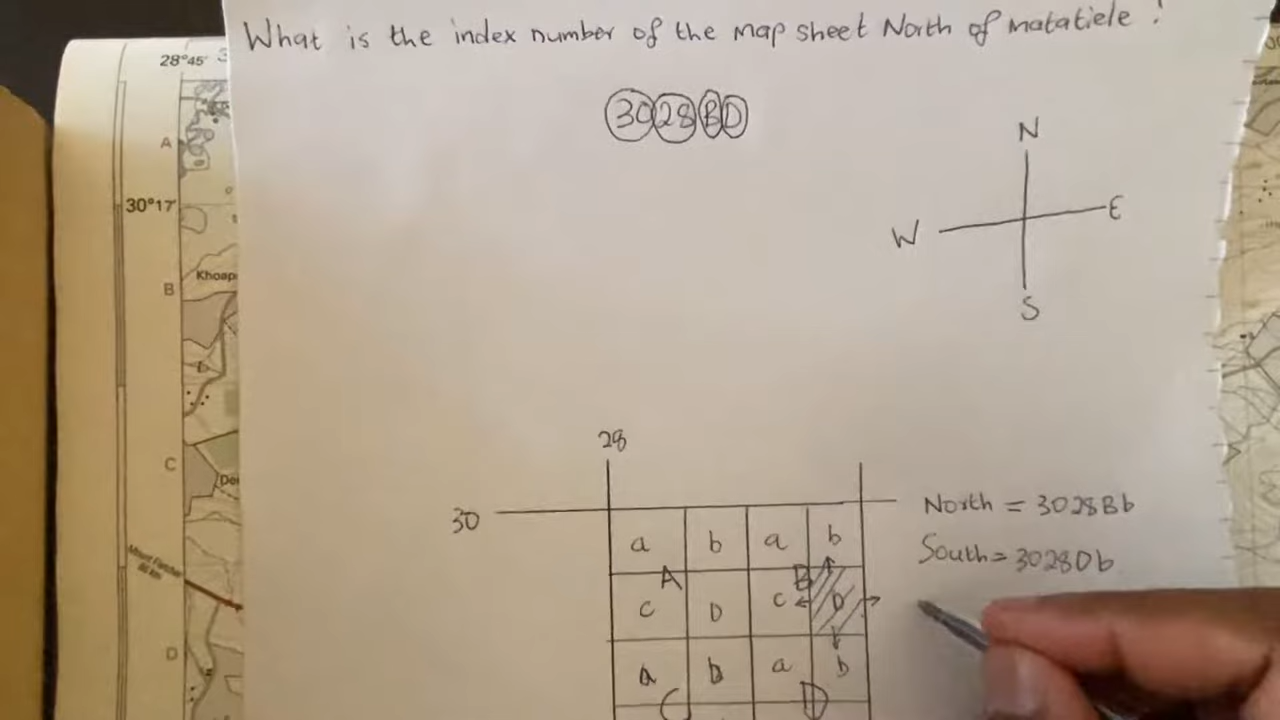 What is the index number of the map sheet North of matatiele ?
28°45'
3028BD
A
N
30°17'
E
W
Khoap
B
S
28
C
30
North = 3028Bb
a b a b
South = 3028Db
A B
c D c D
D
a b a b
C D